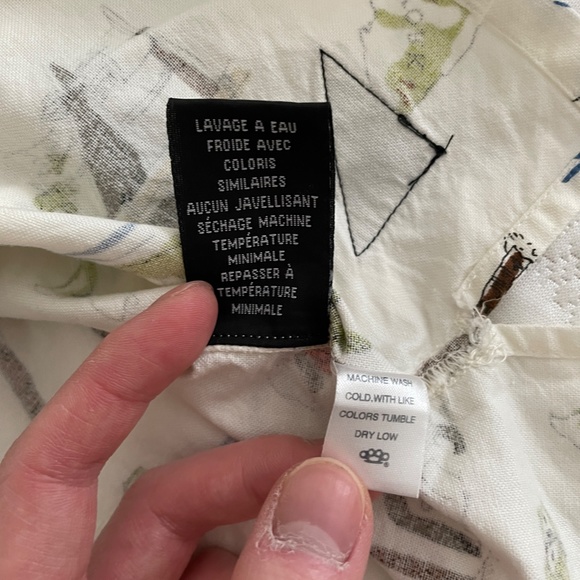 LAVAGE A EAU
FROIDE AVEC
COLORIS
SIMILAIRES
AUCUN JAVELLISANT
SÉCHAGE MACHINE
TEMPÉRATURE
MINIMALE
REPASSER À
TEMPÉRATURE
MINIMALE
MACHINE WASH
COLD.WITH LIKE
COLORS TUMBLE
DRY LOW
®